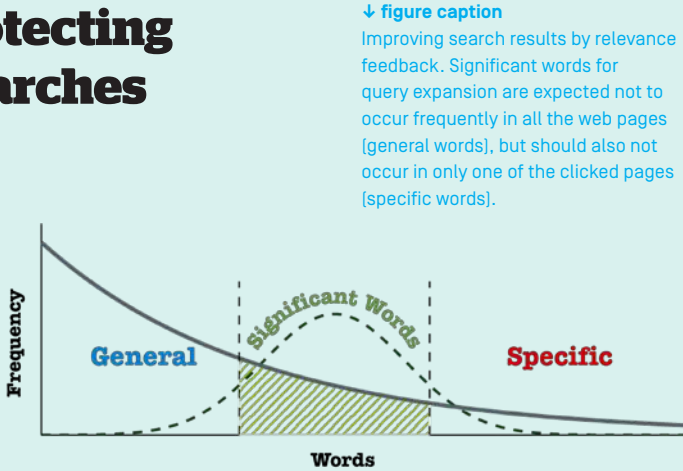 otecting
arches
↓ figure caption
Improving search results by relevance
feedback. Significant words for
query expansion are expected not to
occur frequently in all the web pages
(general words), but should also not
occur in only one of the clicked pages
(specific words).
Significant Words
General
Specific
Frequency
Words